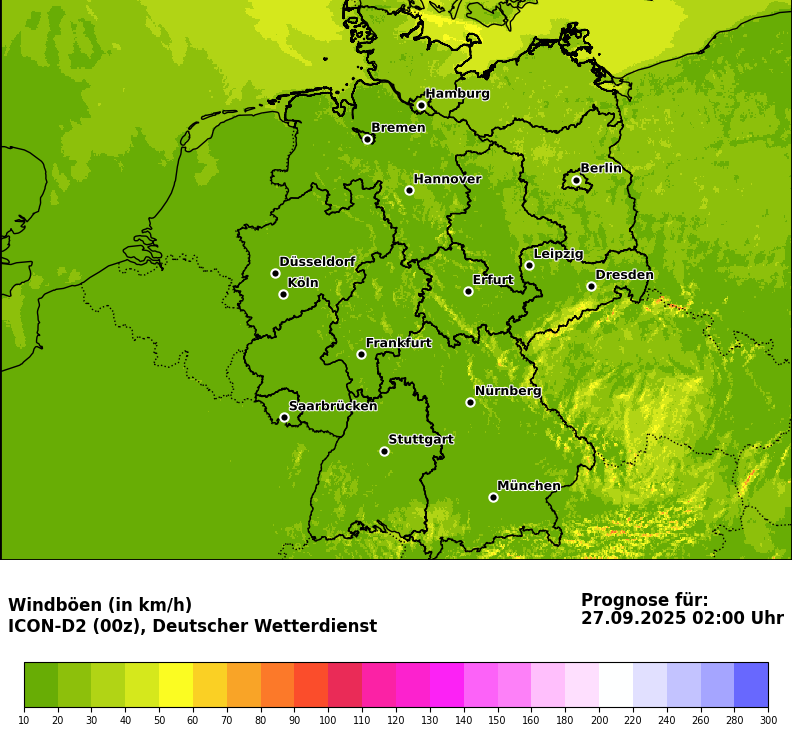 Hamburg
Bremen
Berlin
Hannover
Leipzig
Düsseldorf
Dresden
Köln
Erfurt
Frankfurt
Nürnberg
Saarbrücken
Stuttgart
München
Windböen (in km/h)
ICON-D2 (00z), Deutscher Wetterdienst
Prognose für:
27.09.2025 02:00 Uhr
10 20 30 40 50 60 70 80 90 100 110 120 130 140 150 160 180 200 220 240 260 280 300